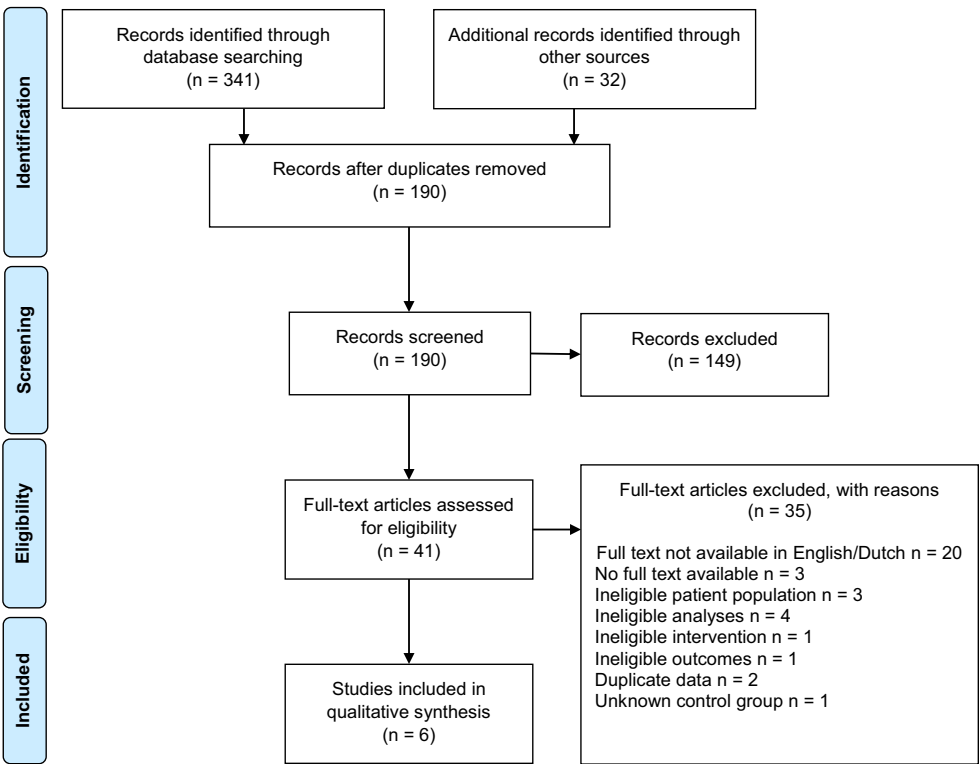 Identification
Records identified through
database searching
(n = 341)
Additional records identified through
other sources
(n = 32)
Records after duplicates removed
(n = 190)
Screening
Records screened
(n = 190)
Records excluded
(n = 149)
Eligibility
Full-text articles assessed
for eligibility
(n = 41)
Full-text articles excluded, with reasons
(n = 35)
Full text not available in English/Dutch n = 20
No full text available n = 3
Ineligible patient population n = 3
Ineligible analyses n = 4
Ineligible intervention n = 1
Ineligible outcomes n = 1
Duplicate data n = 2
Unknown control group n = 1
Included
Studies included in
qualitative synthesis
(n = 6)